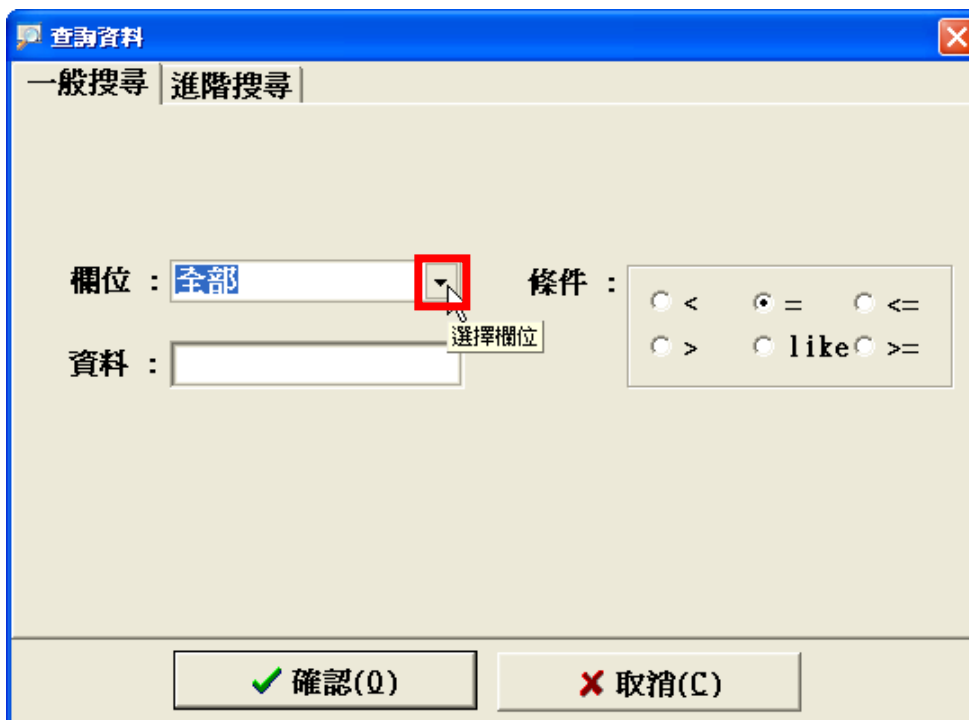 查詢資料
一般搜尋 進階搜尋
欄位 : 全部 條件 : < = <=
選擇欄位
資料 : > like >=
確認(O) 取消(C)